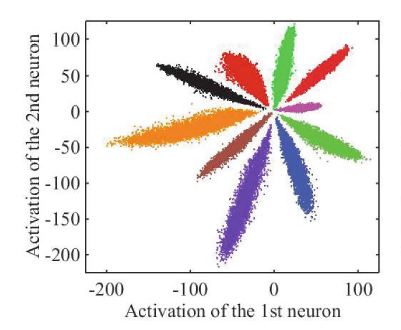 Activation of the 2nd neuron
100
50
0
-50
-100
-150
-200
-200 -100 0 100
Activation of the 1st neuron